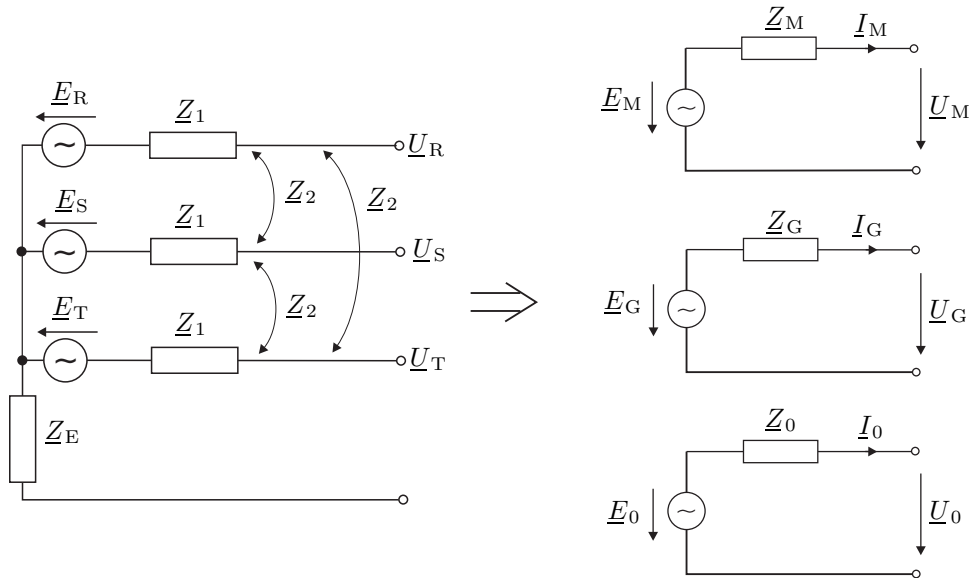 E_R
Z_1
U_R
E_S
Z_1
Z_2
Z_2
U_S
E_T
Z_1
Z_2
U_T
Z_E
Z_M
I_M
E_M
U_M
Z_G
I_G
E_G
U_G
Z_0
I_0
E_0
U_0